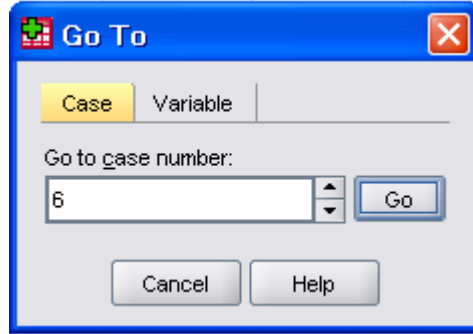 Go To
Case Variable
Go to case number:
6 Go
Cancel Help